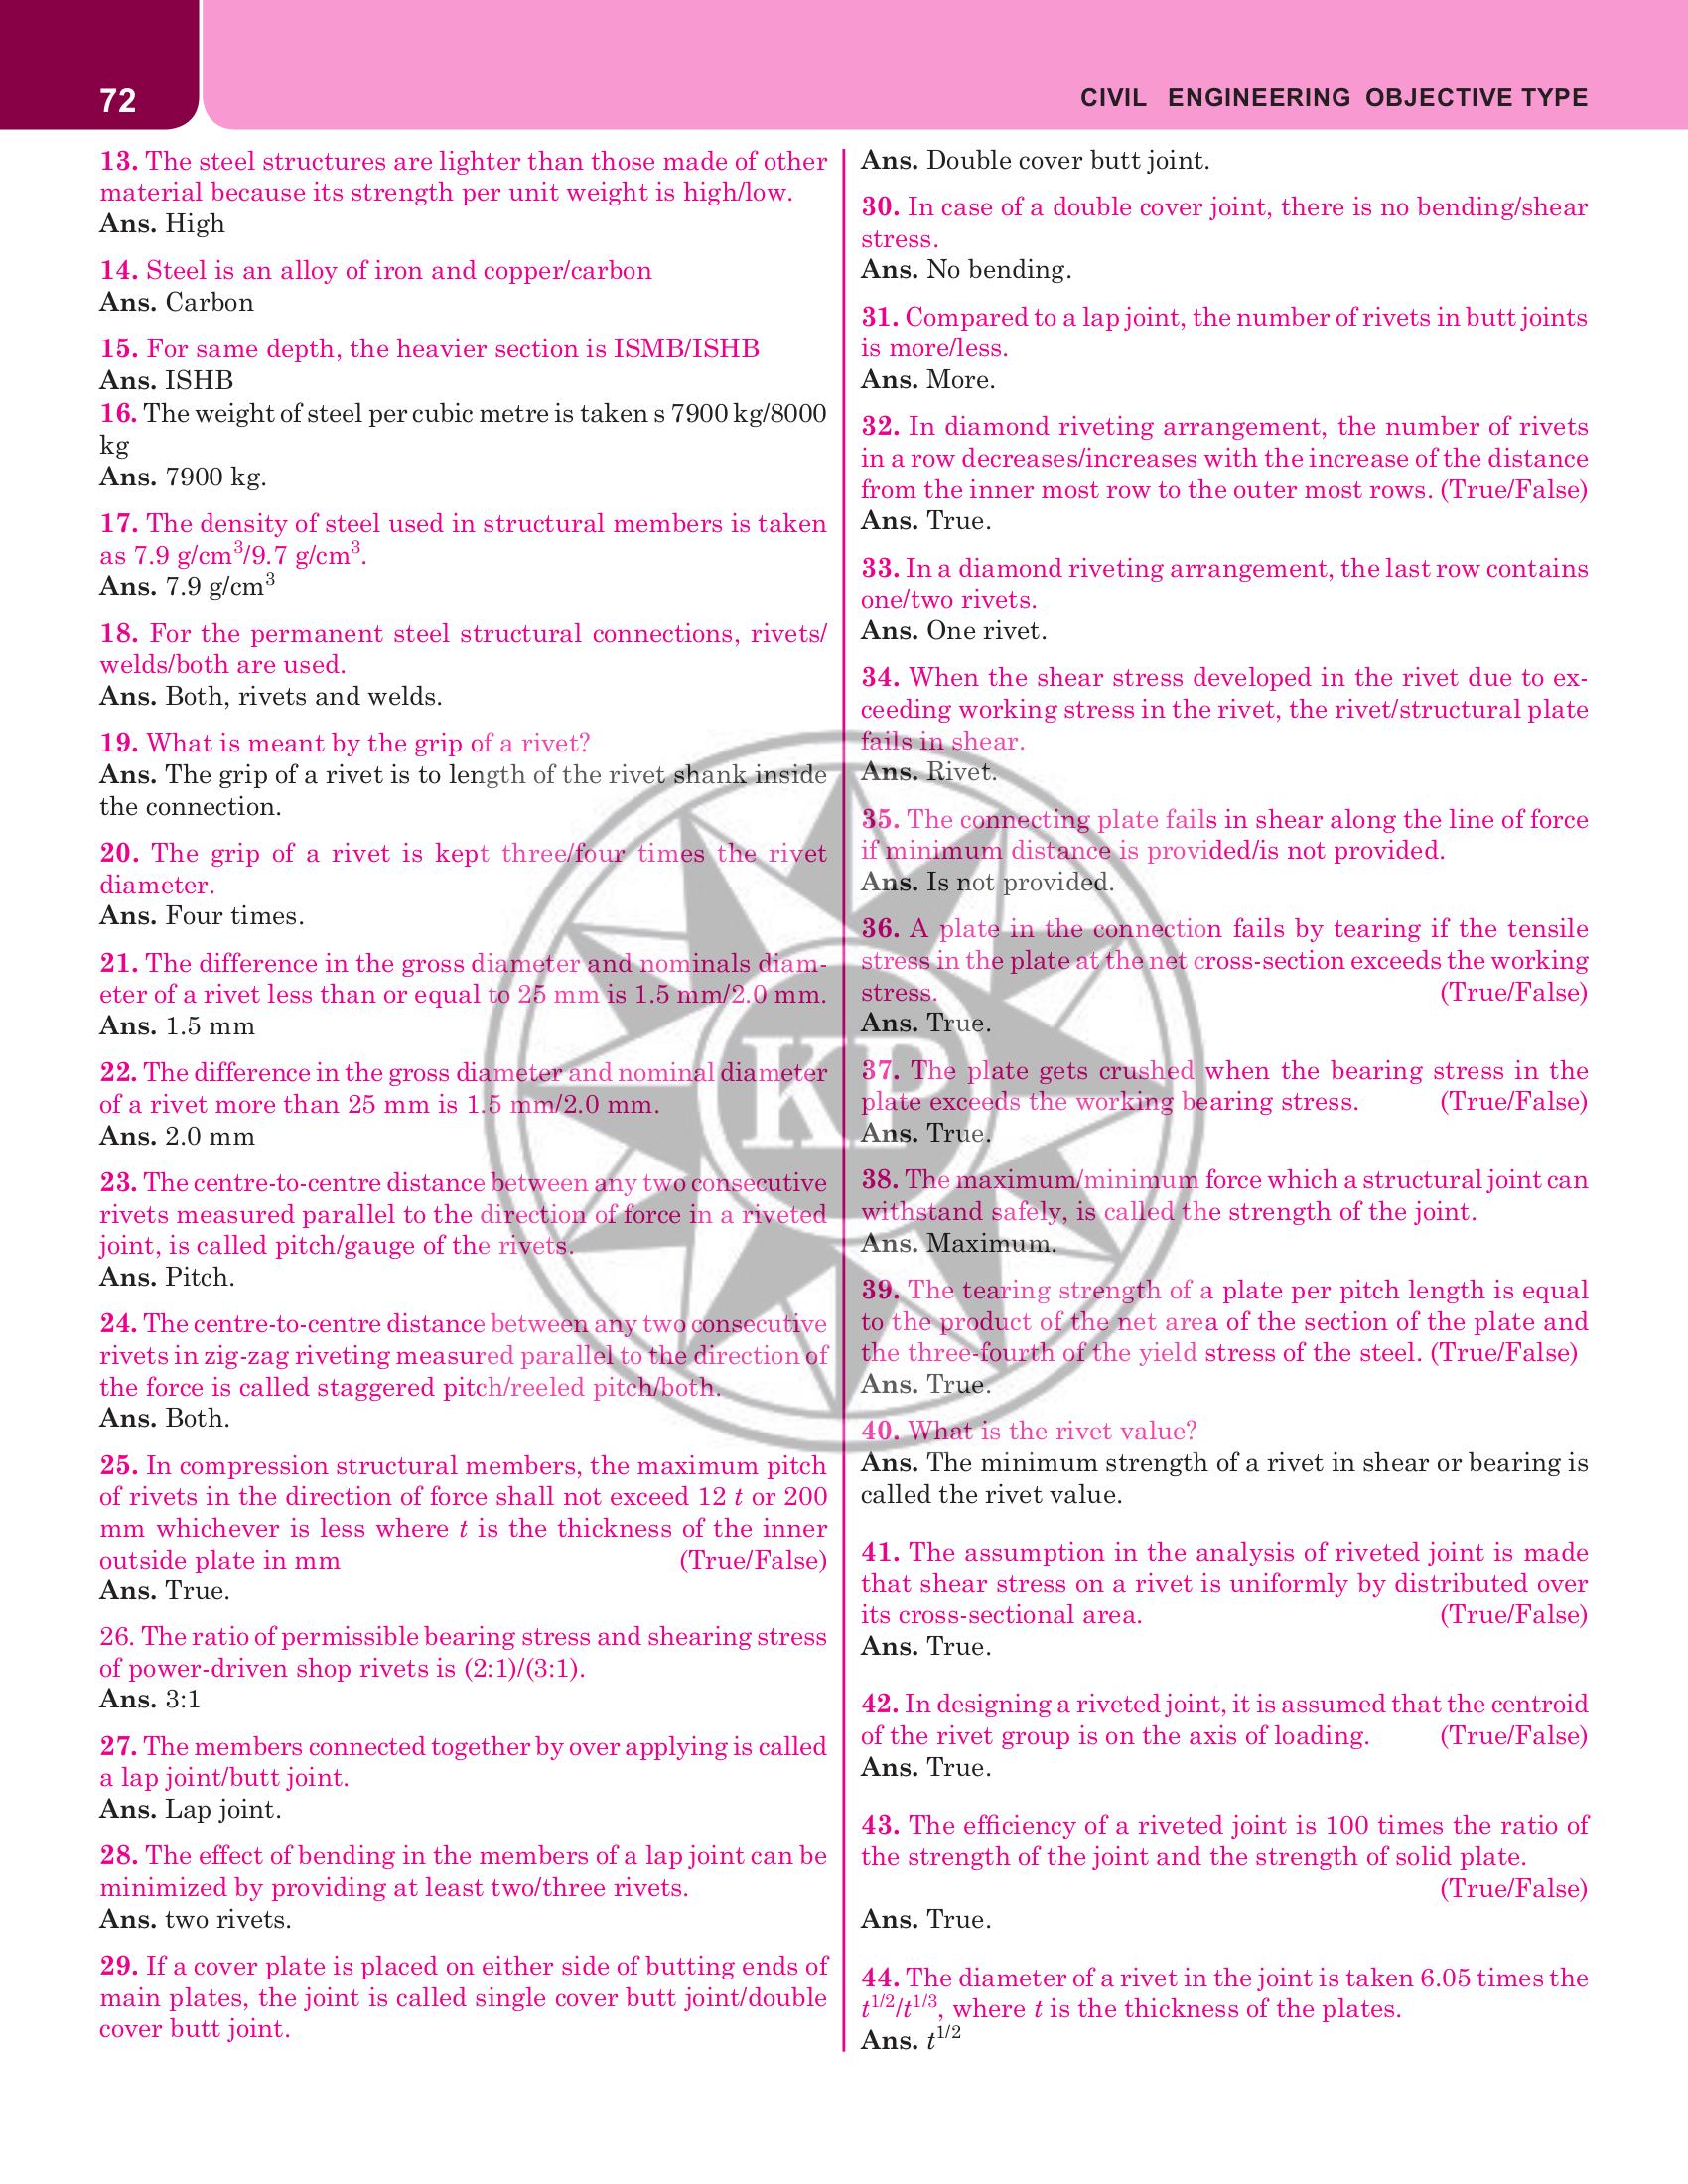 72
CIVIL ENGINEERING OBJECTIVE TYPE
13. The steel structures are lighter than those made of other
material because its strength per unit weight is high/low.
Ans. High
14. Steel is an alloy of iron and copper/carbon
Ans. Carbon
15. For same depth, the heavier section is ISMB/ISHB
Ans. ISHB
16. The weight of steel per cubic metre is taken s 7900 kg/8000
kg
Ans. 7900 kg.
17. The density of steel used in structural members is taken
as 7.9 g/cm³/9.7 g/cm³.
Ans. 7.9 g/cm³
18. For the permanent steel structural connections, rivets/
welds/both are used.
Ans. Both, rivets and welds.
19. What is meant by the grip of a rivet?
Ans. The grip of a rivet is to length of the rivet shank inside
the connection.
20. The grip of a rivet is kept three/four times the rivet
diameter.
Ans. Four times.
21. The difference in the gross diameter and nominals diam-
eter of a rivet less than or equal to 25 mm is 1.5 mm/2.0 mm.
Ans. 1.5 mm
22. The difference in the gross diameter and nominal diameter
of a rivet more than 25 mm is 1.5 mm/2.0 mm.
Ans. 2.0 mm
23. The centre-to-centre distance between any two consecutive
rivets measured parallel to the direction of force in a riveted
joint, is called pitch/gauge of the rivets.
Ans. Pitch.
24. The centre-to-centre distance between any two consecutive
rivets in zig-zag riveting measured parallel to the direction of
the force is called staggered pitch/reeled pitch/both.
Ans. Both.
25. In compression structural members, the maximum pitch
of rivets in the direction of force shall not exceed 12 t or 200
mm whichever is less where t is the thickness of the inner
outside plate in mm (True/False)
Ans. True.
26. The ratio of permissible bearing stress and shearing stress
of power-driven shop rivets is (2:1)/(3:1).
Ans. 3:1
27. The members connected together by over applying is called
a lap joint/butt joint.
Ans. Lap joint.
28. The effect of bending in the members of a lap joint can be
minimized by providing at least two/three rivets.
Ans. two rivets.
29. If a cover plate is placed on either side of butting ends of
main plates, the joint is called single cover butt joint/double
cover butt joint.
Ans. Double cover butt joint.
30. In case of a double cover joint, there is no bending/shear
stress.
Ans. No bending.
31. Compared to a lap joint, the number of rivets in butt joints
is more/less.
Ans. More.
32. In diamond riveting arrangement, the number of rivets
in a row decreases/increases with the increase of the distance
from the inner most row to the outer most rows. (True/False)
Ans. True.
33. In a diamond riveting arrangement, the last row contains
one/two rivets.
Ans. One rivet.
34. When the shear stress developed in the rivet due to ex-
ceeding working stress in the rivet, the rivet/structural plate
fails in shear.
Ans. Rivet.
35. The connecting plate fails in shear along the line of force
if minimum distance is provided/is not provided.
Ans. Is not provided.
36. A plate in the connection fails by tearing if the tensile
stress in the plate at the net cross-section exceeds the working
stress. (True/False)
Ans. True.
37. The plate gets crushed when the bearing stress in the
plate exceeds the working bearing stress. (True/False)
Ans. True.
38. The maximum/minimum force which a structural joint can
withstand safely, is called the strength of the joint.
Ans. Maximum.
39. The tearing strength of a plate per pitch length is equal
to the product of the net area of the section of the plate and
the three-fourth of the yield stress of the steel. (True/False)
Ans. True.
40. What is the rivet value?
Ans. The minimum strength of a rivet in shear or bearing is
called the rivet value.
41. The assumption in the analysis of riveted joint is made
that shear stress on a rivet is uniformly by distributed over
its cross-sectional area. (True/False)
Ans. True.
42. In designing a riveted joint, it is assumed that the centroid
of the rivet group is on the axis of loading. (True/False)
Ans. True.
43. The efficiency of a riveted joint is 100 times the ratio of
the strength of the joint and the strength of solid plate.
(True/False)
Ans. True.
44. The diameter of a rivet in the joint is taken 6.05 times the
t^1/2/t^1/3, where t is the thickness of the plates.
Ans. t^1/2
KP